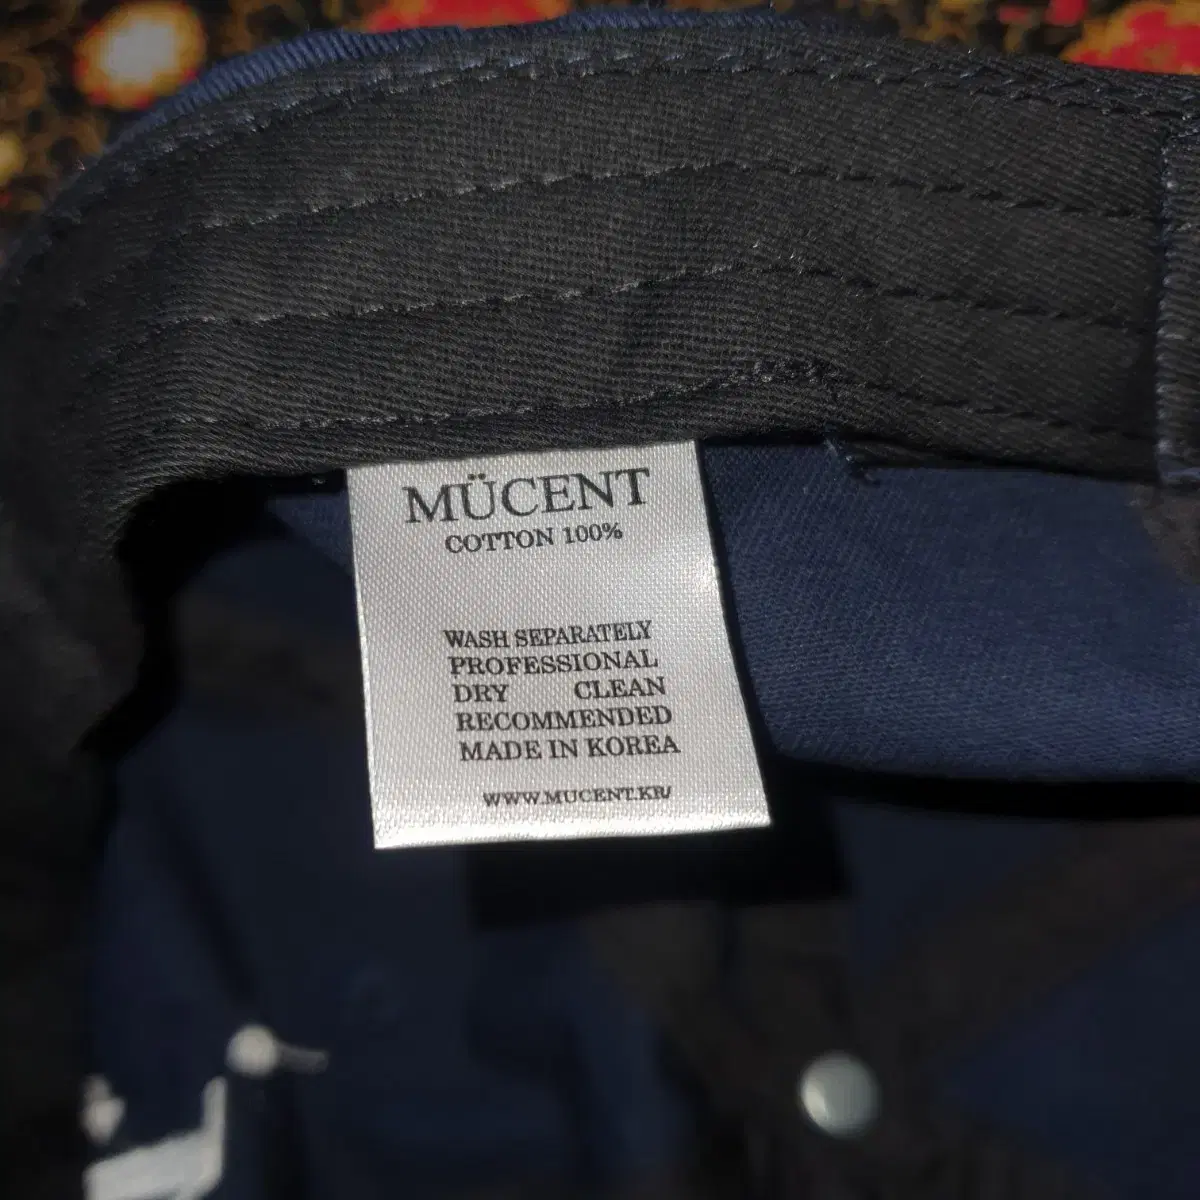 MÜCENT
COTTON 100%
WASH SEPARATELY
PROFESSIONAL
DRY CLEAN
RECOMMENDED
MADE IN KOREA
WWW.MUCENT.KR/